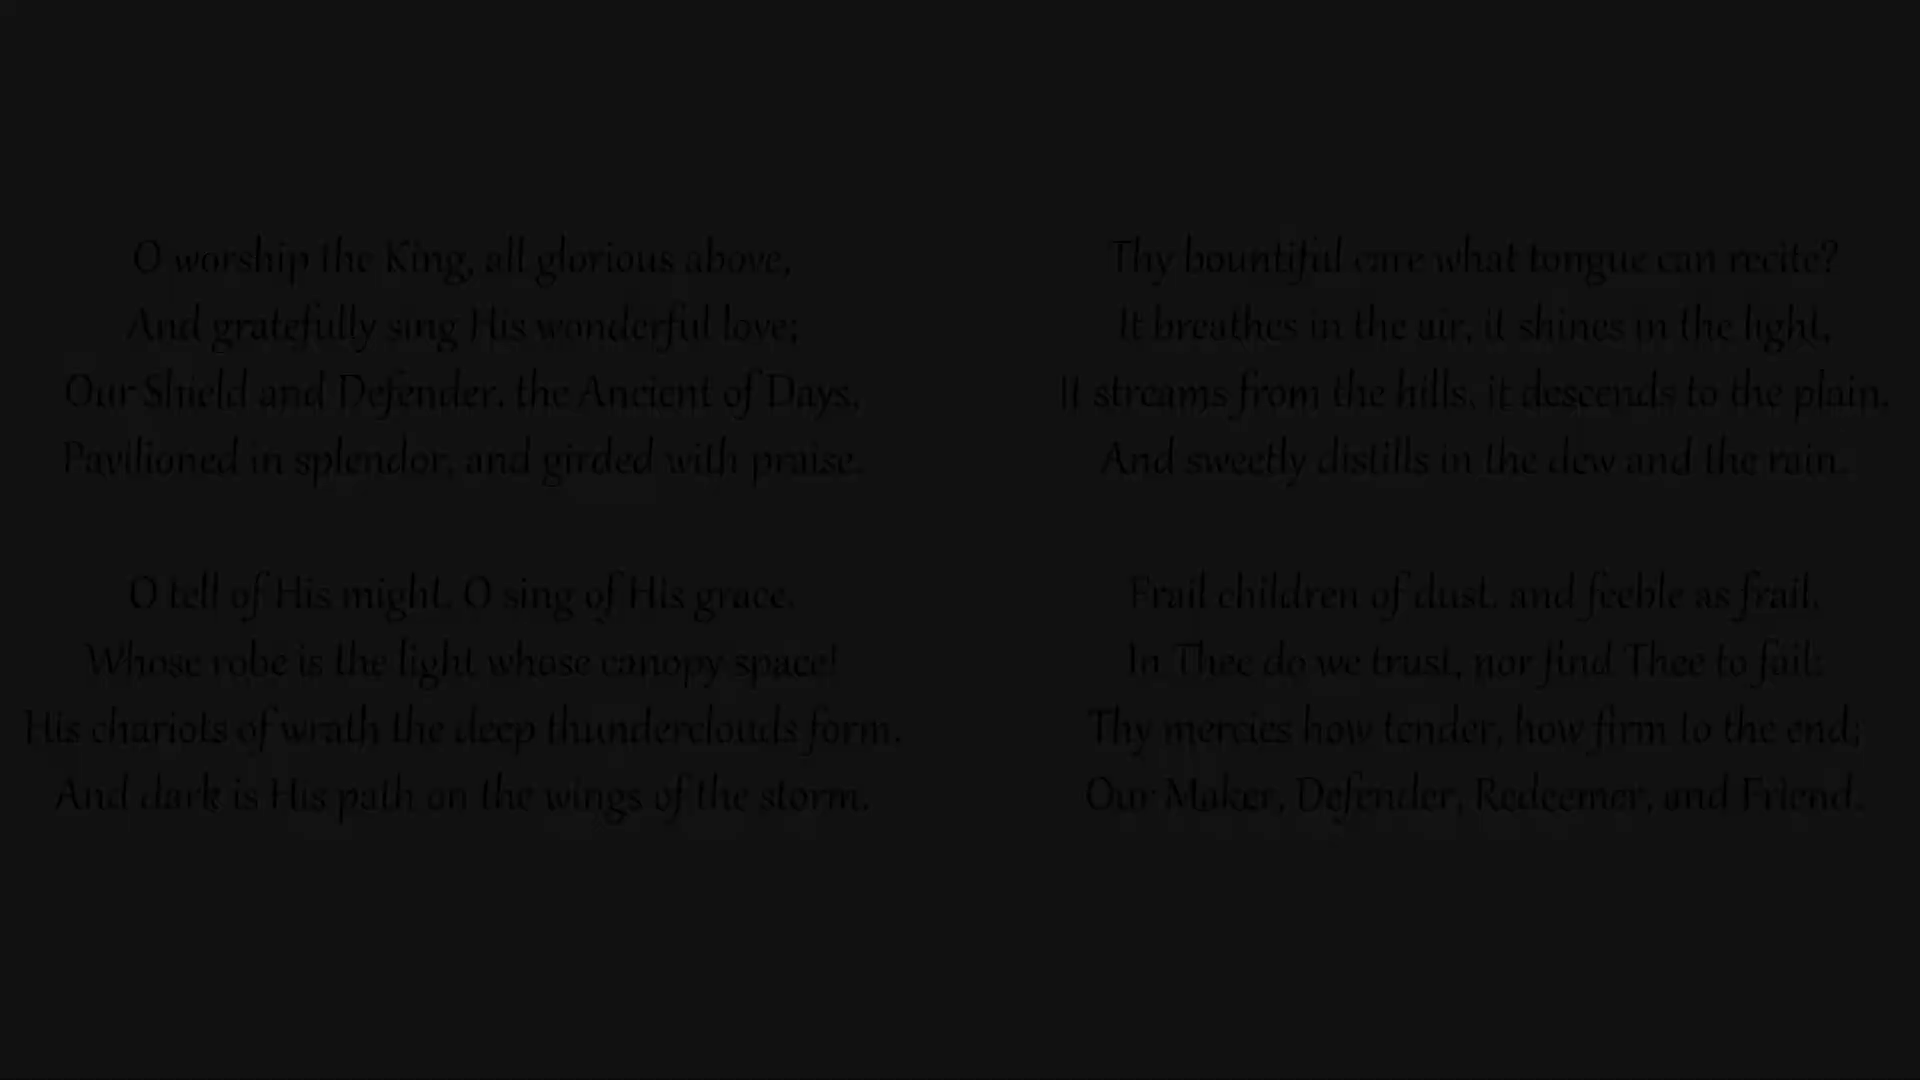 O worship the King, all glorious above,
And gratefully sing His wonderful love;
Our Shield and Defender, the Ancient of Days,
Pavilioned in splendor, and girded with praise.
O tell of His might, O sing of His grace,
Whose robe is the light whose canopy space!
His chariots of wrath the deep thunderclouds form,
And dark is His path on the wings of the storm.
Thy bountiful care what tongue can recite?
It breathes in the air, it shines in the light,
It streams from the hills, it descends to the plain,
And sweetly distills in the dew and the rain.
Frail children of dust, and feeble as frail,
In Thee do we trust, nor find Thee to fail;
Thy mercies how tender, how firm to the end;
Our Maker, Defender, Redeemer, and Friend.